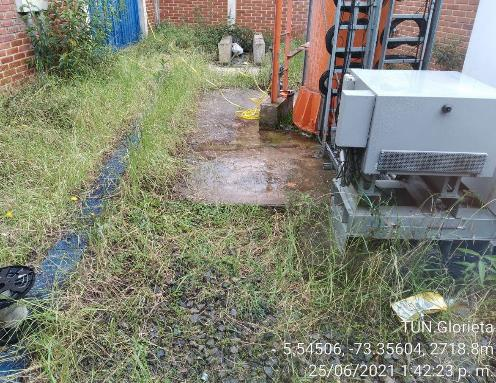 TUN.Glorieta
5,54506, -73,35604, 2718.8m
25/06/2021 1:42:23 p. m.